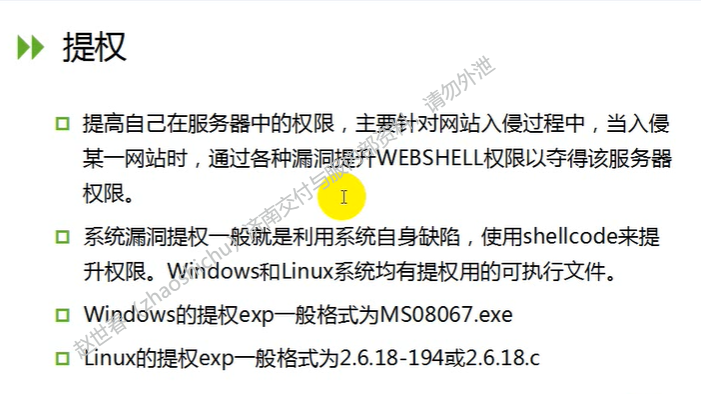 提权
提高自己在服务器中的权限，主要针对网站入侵过程中，当入侵
某一网站时，通过各种漏洞提升WEBSHELL权限以夺得该服务器
权限。
系统漏洞提权一般就是利用系统自身缺陷，使用shellcode来提
升权限。Windows和Linux系统均有提权用的可执行文件。
Windows的提权exp一般格式为MS08067.exe
Linux的提权exp一般格式为2.6.18-194或2.6.18.c
济南交付与服务部资料，请勿外泄